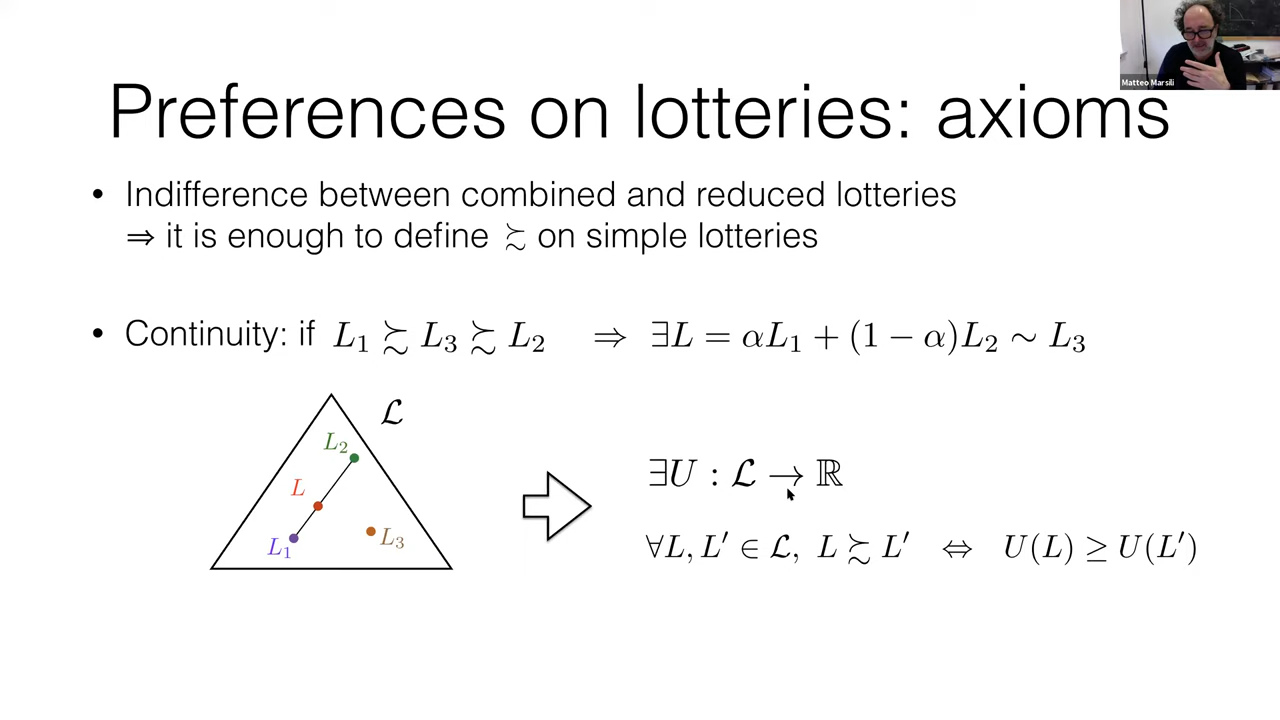 Matteo Marsili
Preferences on lotteries: axioms
• Indifference between combined and reduced lotteries
⇒ it is enough to define ≿ on simple lotteries
• Continuity: if L₁ ≿ L₃ ≿ L₂ ⇒ ∃L = αL₁ + (1 − α)L₂ ∼ L₃
ℒ
L₂
L
L₁
L₃
∃U : ℒ → ℝ
∀L, L′ ∈ ℒ, L ≿ L′ ⇔ U(L) ≥ U(L′)